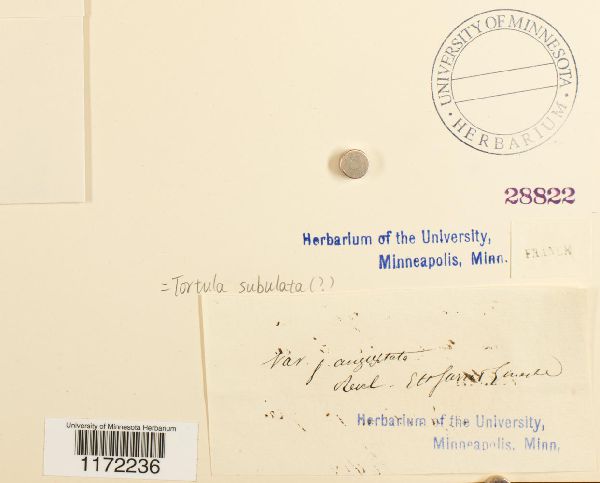 UNIVERSITY OF MINNESOTA
· HERBARIUM ·
28822
Herbarium of the University,
Minneapolis, Minn.
FRANCE
=Tortula subulata(?)
Var. angustata
Herbarium of the University,
Minneapolis, Minn.
University of Minnesota Herbarium
1172236